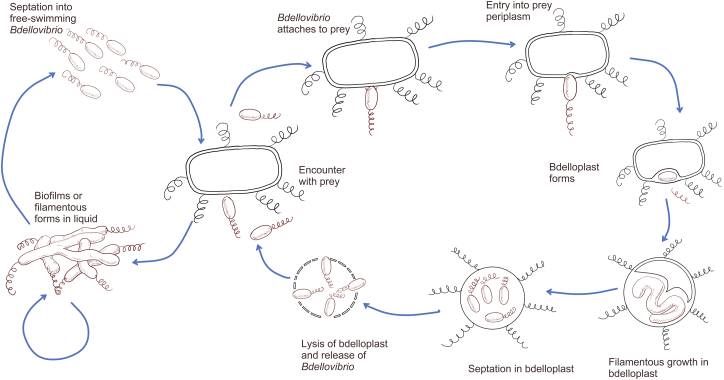 Septation into
free-swimming
Bdellovibrio
Bdellovibrio
attaches to prey
Entry into prey
periplasm
Bdelloplast
forms
Encounter
with prey
Biofilms or
filamentous
forms in liquid
Lysis of bdelloplast
and release of
Bdellovibrio
Septation in bdelloplast
Filamentous growth in
bdelloplast